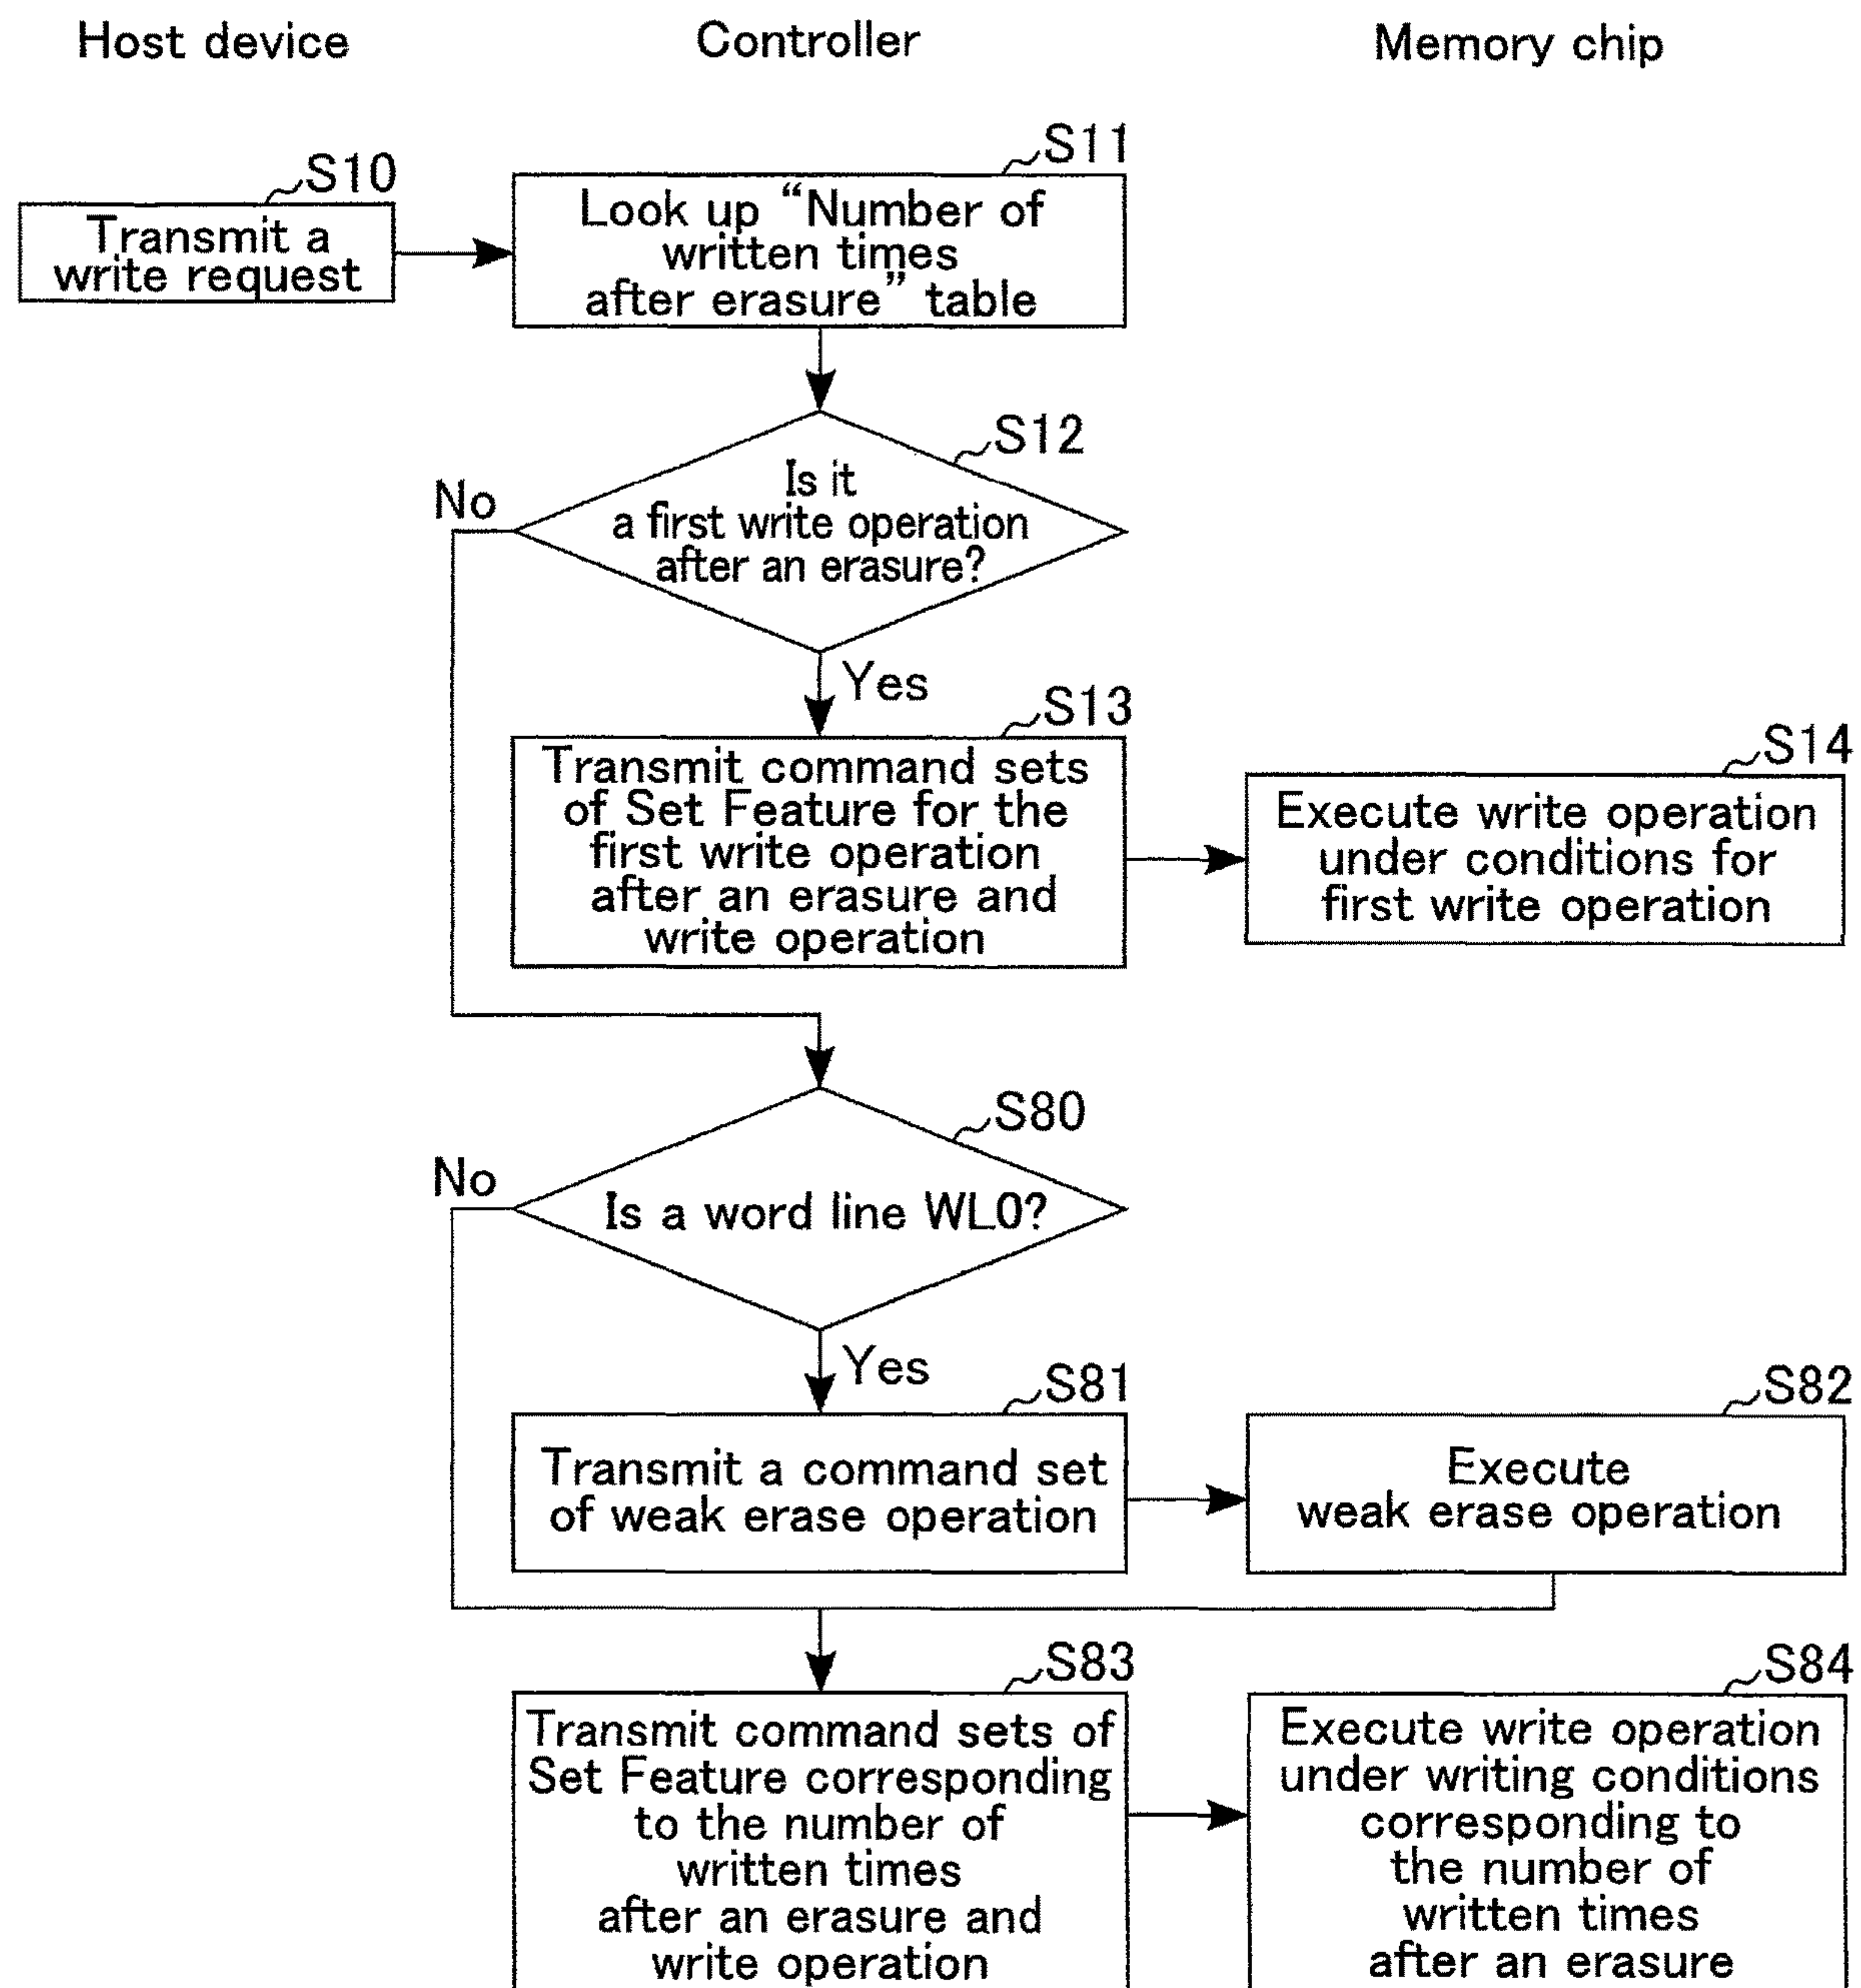 Host device
Controller
Memory chip
S10
Transmit a
write request
S11
Look up “Number of
written times
after erasure” table
S12
Is it
a first write operation
after an erasure?
No
Yes
S13
Transmit command sets
of Set Feature for the
first write operation
after an erasure and
write operation
S14
Execute write operation
under conditions for
first write operation
S80
Is a word line WL0?
No
Yes
S81
Transmit a command set
of weak erase operation
S82
Execute
weak erase operation
S83
Transmit command sets of
Set Feature corresponding
to the number of
written times
after an erasure and
write operation
S84
Execute write operation
under writing conditions
corresponding to
the number of
written times
after an erasure